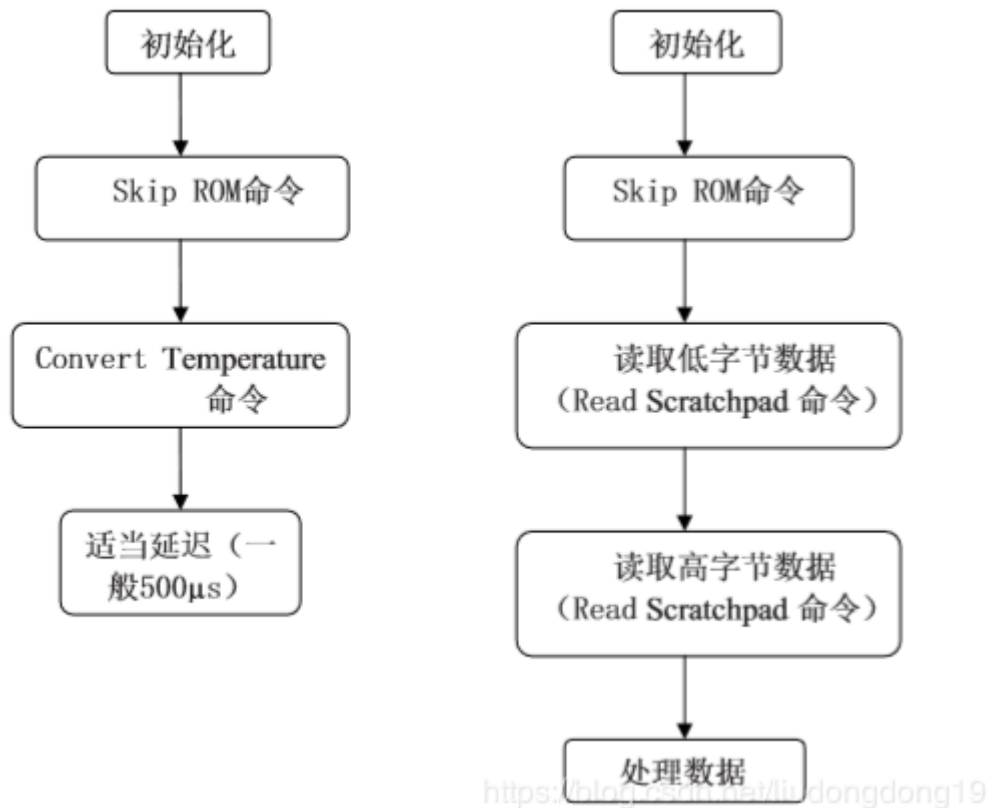 初始化
Skip ROM命令
Convert Temperature
命令
适当延迟（一
般500μs）
初始化
Skip ROM命令
读取低字节数据
（Read Scratchpad 命令）
读取高字节数据
（Read Scratchpad 命令）
处理数据
https://blog.csdn.net/liudongdong19